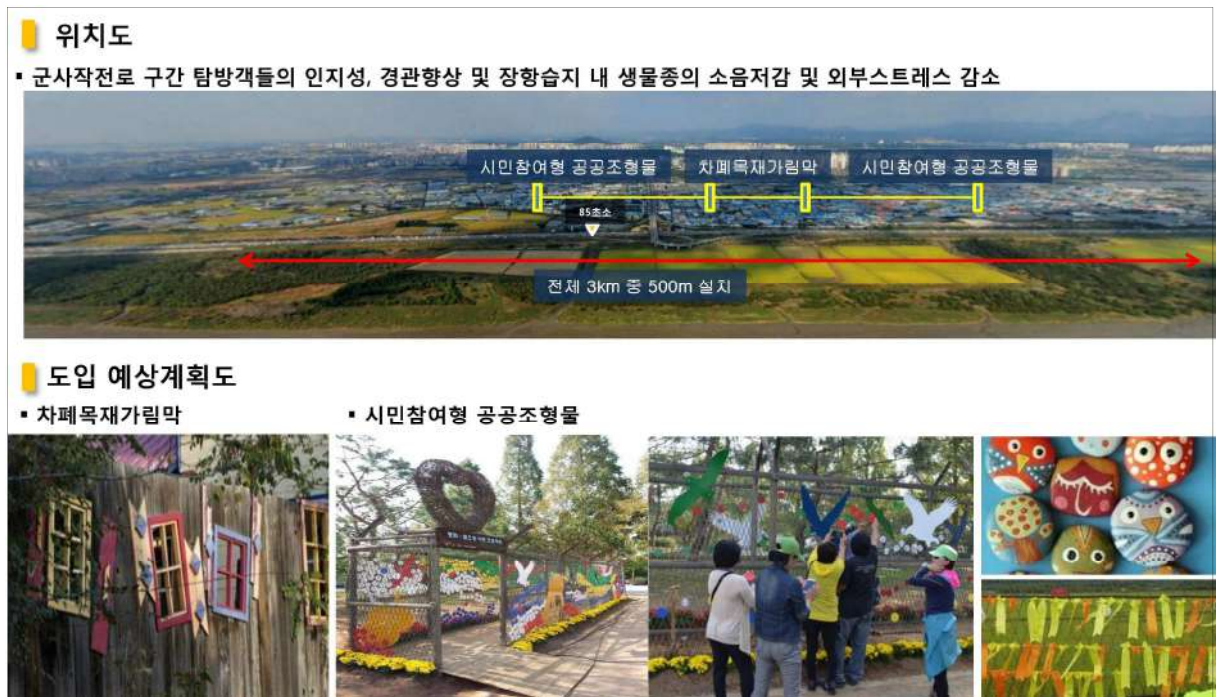 위치도
▪ 군사작전로 구간 탐방객들의 인지성, 경관향상 및 장항습지 내 생물종의 소음저감 및 외부스트레스 감소
시민참여형 공공조형물
차폐목재가림막
시민참여형 공공조형물
85초소
전체 3km 중 500m 설치
도입 예상계획도
▪ 차폐목재가림막
▪ 시민참여형 공공조형물